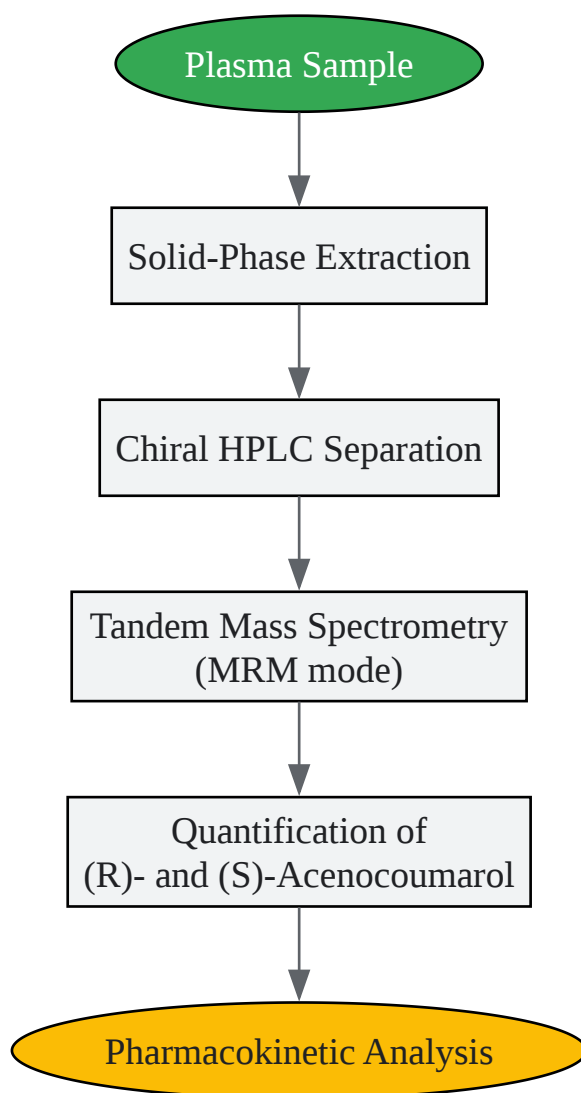 Plasma Sample
Solid-Phase Extraction
Chiral HPLC Separation
Tandem Mass Spectrometry
(MRM mode)
Quantification of
(R)- and (S)-Acenocoumarol
Pharmacokinetic Analysis